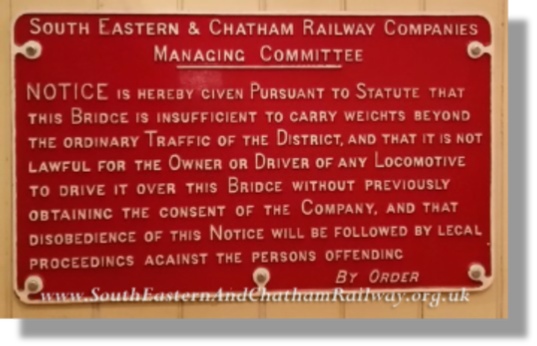 SOUTH EASTERN & CHATHAM RAILWAY COMPANIES
MANAGING COMMITTEE
NOTICE IS HEREBY GIVEN PURSUANT TO STATUTE THAT
THIS BRIDGE IS INSUFFICIENT TO CARRY WEIGHTS BEYOND
THE ORDINARY TRAFFIC OF THE DISTRICT, AND THAT IT IS NOT
LAWFUL FOR THE OWNER OR DRIVER OF ANY LOCOMOTIVE
TO DRIVE IT OVER THIS BRIDGE WITHOUT PREVIOUSLY
OBTAINING THE CONSENT OF THE COMPANY, AND THAT
DISOBEDIENCE OF THIS NOTICE WILL BE FOLLOWED BY LEGAL
PROCEEDINGS AGAINST THE PERSONS OFFENDING
BY ORDER
www.SouthEasternAndChathamRailway.org.uk